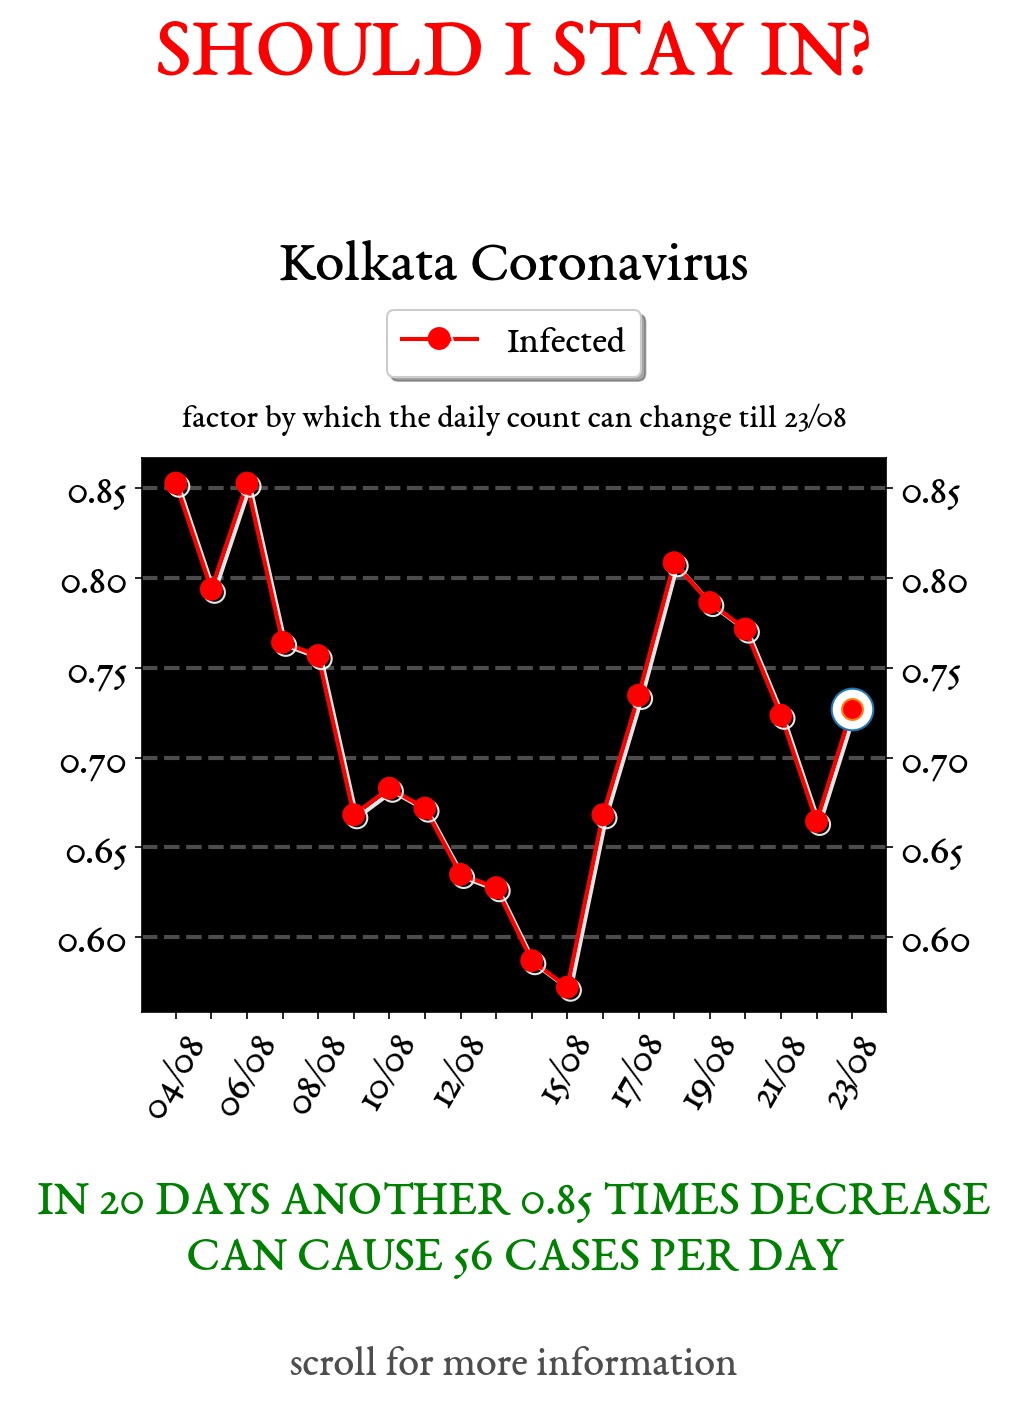 SHOULD I STAY IN?
Kolkata Coronavirus
Infected
factor by which the daily count can change till 23/08
0.85 0.85
0.80 0.80
0.75 0.75
0.70 0.70
0.65 0.65
0.60 0.60
04/08 06/08 08/08 10/08 12/08 15/08 17/08 19/08 21/08 23/08
IN 20 DAYS ANOTHER 0.85 TIMES DECREASE
CAN CAUSE 56 CASES PER DAY
scroll for more information